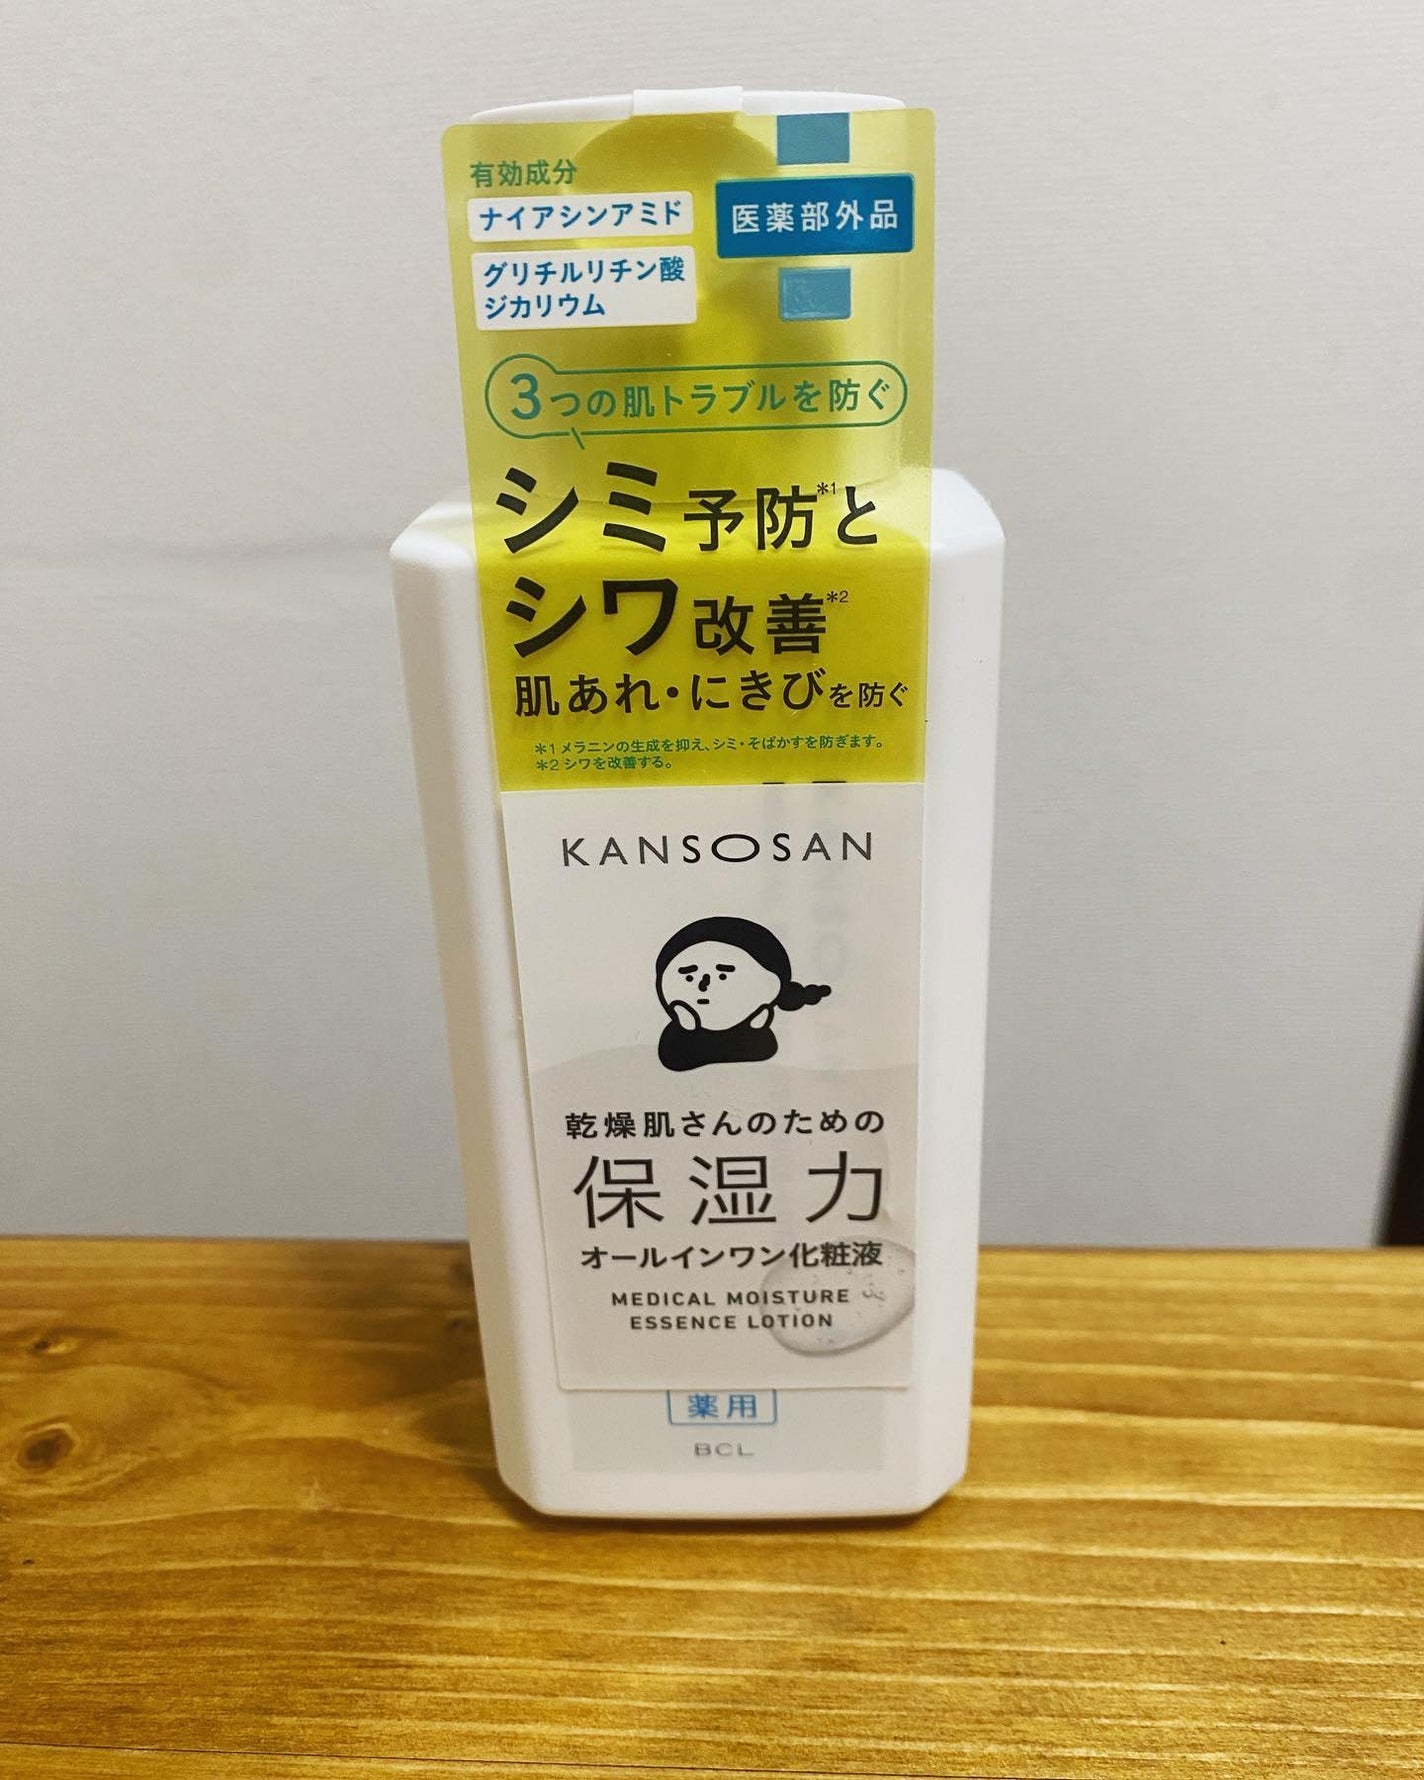 有効成分
ナイアシンアミド
グリチルリチン酸
ジカリウム
医薬部外品
3つの肌トラブルを防ぐ
シミ予防*1と
シワ改善*2
肌あれ・にきびを防ぐ
*1 メラニンの生成を抑え、シミ・そばかすを防ぎます。
*2 シワを改善する。
KANSOSAN
乾燥肌さんのための
保湿力
オールインワン化粧液
MEDICAL MOISTURE
ESSENCE LOTION
薬用
BCL